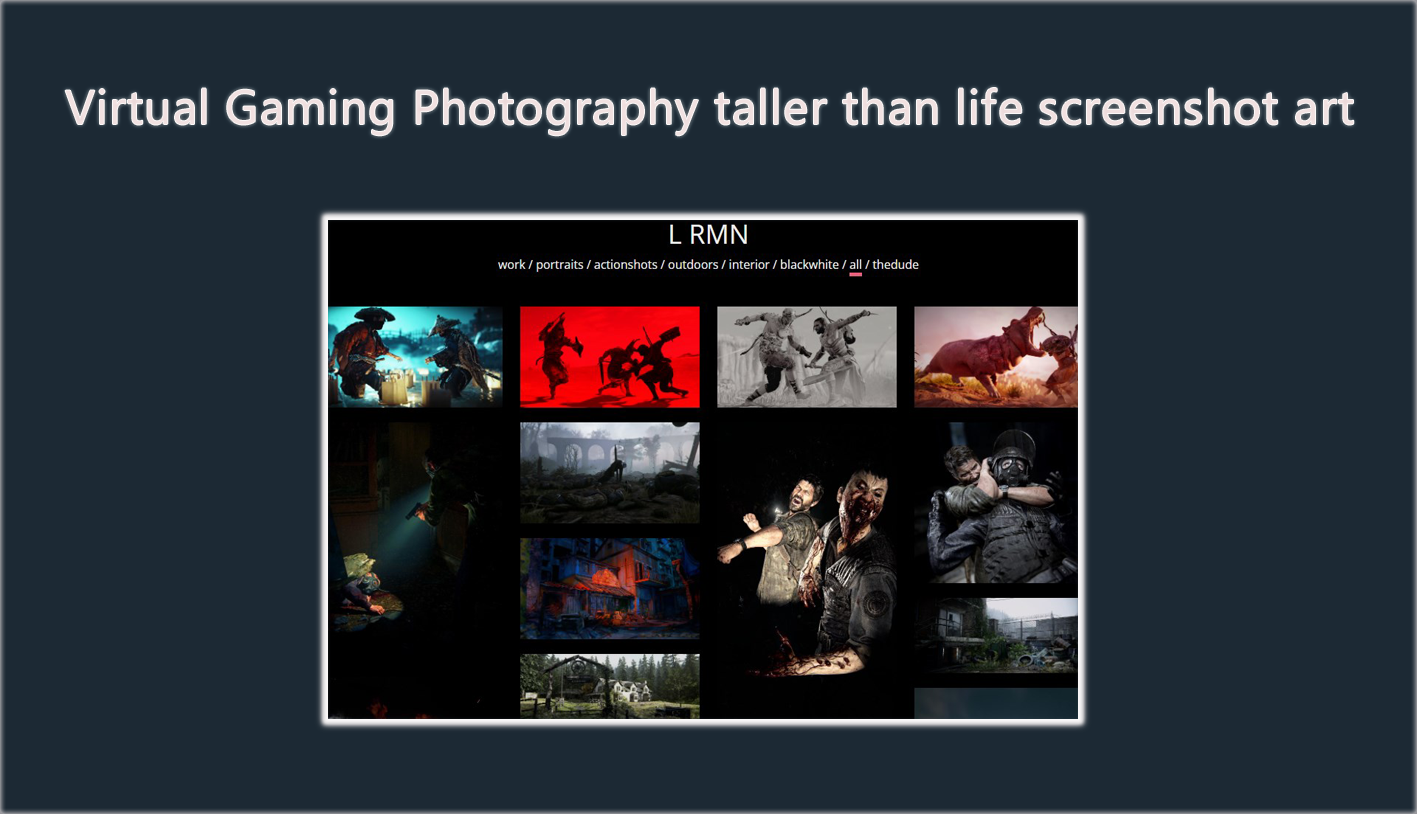 Virtual Gaming Photography taller than life screenshot art
L RMN
work / portraits / actionshots / outdoors / interior / blackwhite / all / thedude